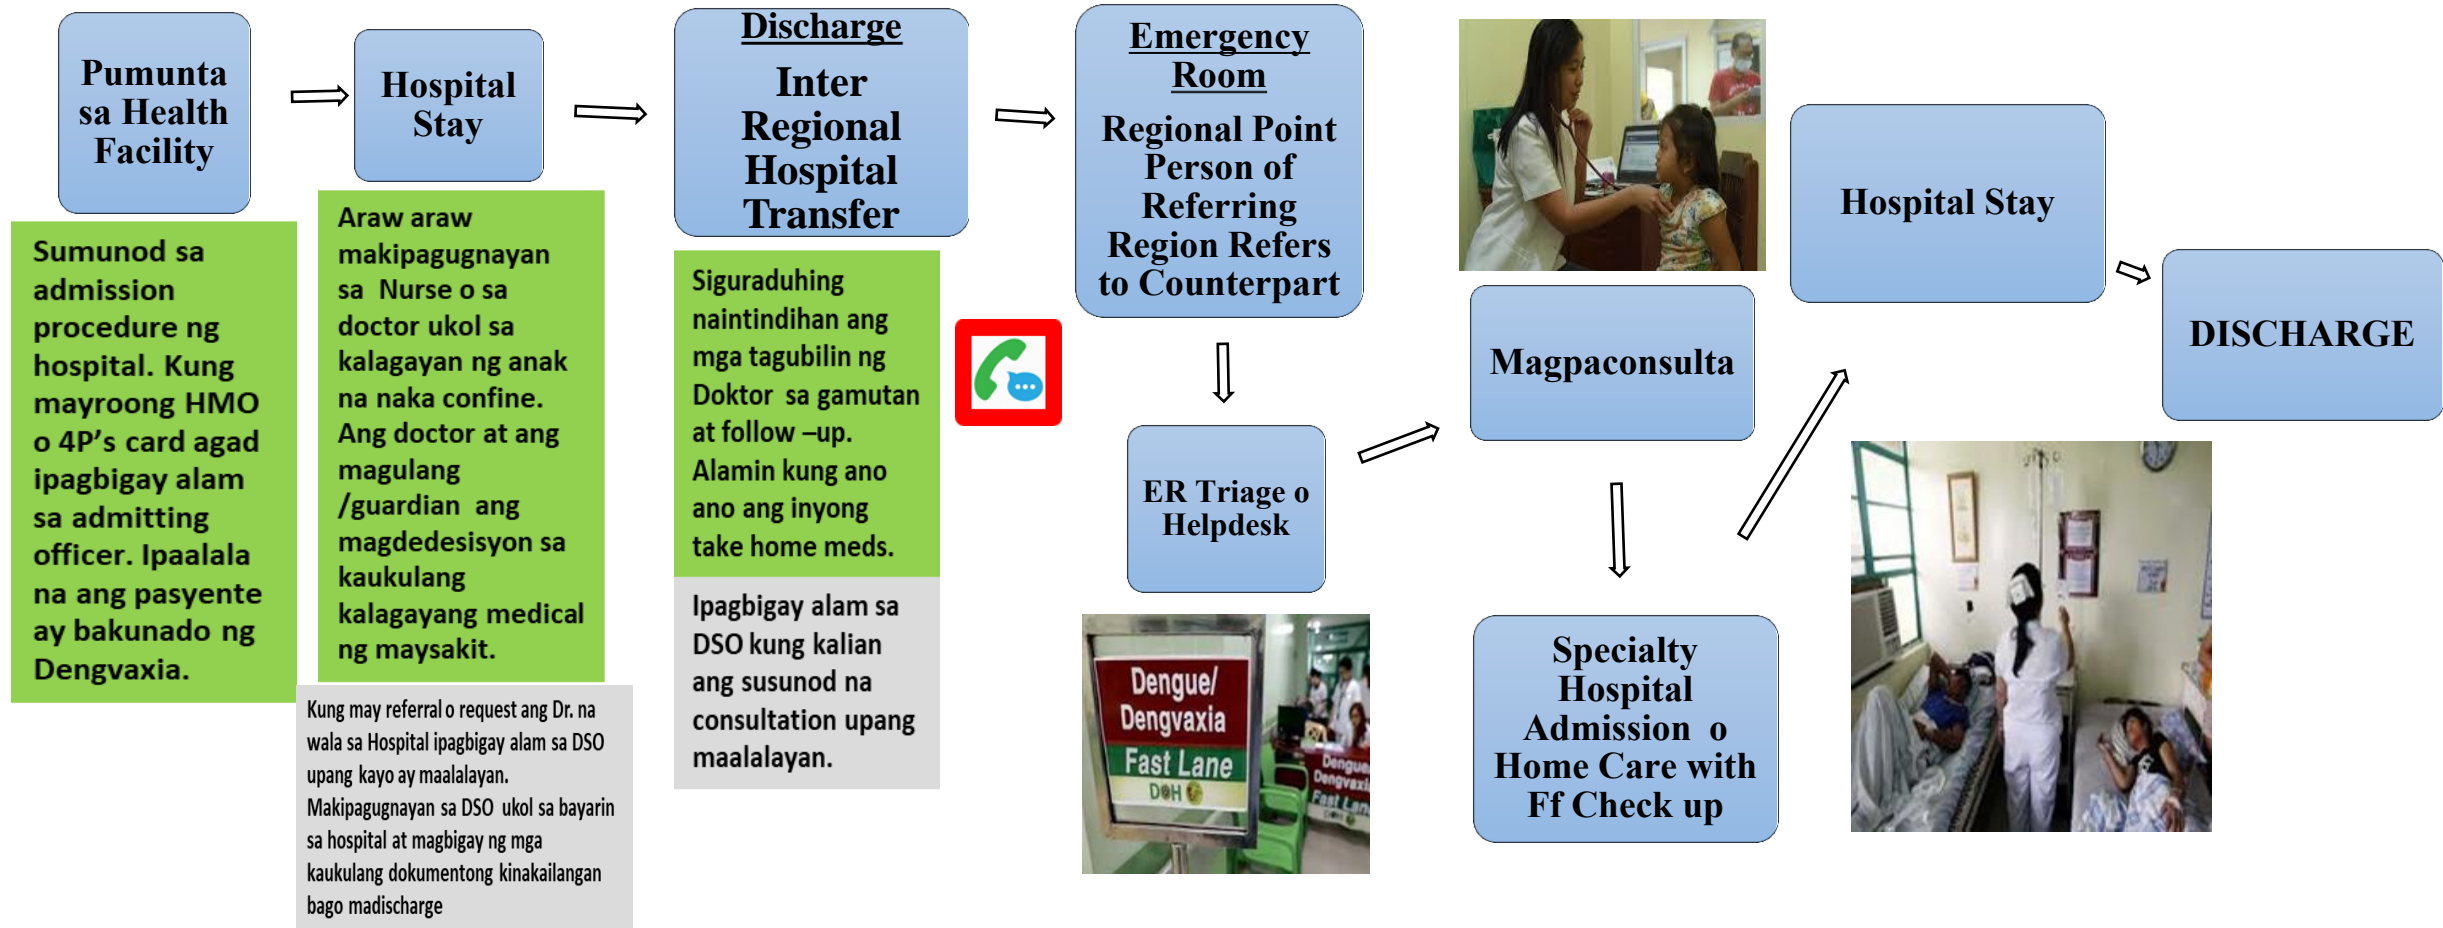 Pumunta
sa Health
Facility
Sumunod sa
admission
procedure ng
hospital. Kung
mayroong HMO
o 4P's card agad
ipagbigay alam
sa admitting
officer. Ipaalala
na ang pasyente
ay bakunado ng
Dengvaxia.
Hospital
Stay
Araw araw
makipagugnayan
sa Nurse o sa
doctor ukol sa
kalagayan ng anak
na naka confine.
Ang doctor at ang
magulang
/guardian ang
magdedesisyon sa
kaukulang
kalagayang medical
ng maysakit.
Kung may referral o request ang Dr. na
wala sa Hospital ipagbigay alam sa DSO
upang kayo ay maalalayan.
Makipagugnayan sa DSO ukol sa bayarin
sa hospital at magbigay ng mga
kaukulang dokumentong kinakailangan
bago madischarge
Discharge
Inter
Regional
Hospital
Transfer
Siguraduhing
naintindihan ang
mga tagubilin ng
Doktor sa gamutan
at follow –up.
Alamin kung ano
ano ang inyong
take home meds.
Ipagbigay alam sa
DSO kung kalian
ang susunod na
consultation upang
maalalayan.
Emergency
Room
Regional Point
Person of
Referring
Region Refers
to Counterpart
ER Triage o
Helpdesk
Dengue/
Dengvaxia
Fast Lane
DOH
Dengue
Dengvaxia
Fast Lane
Magpaconsulta
Specialty
Hospital
Admission o
Home Care with
Ff Check up
Hospital Stay
DISCHARGE